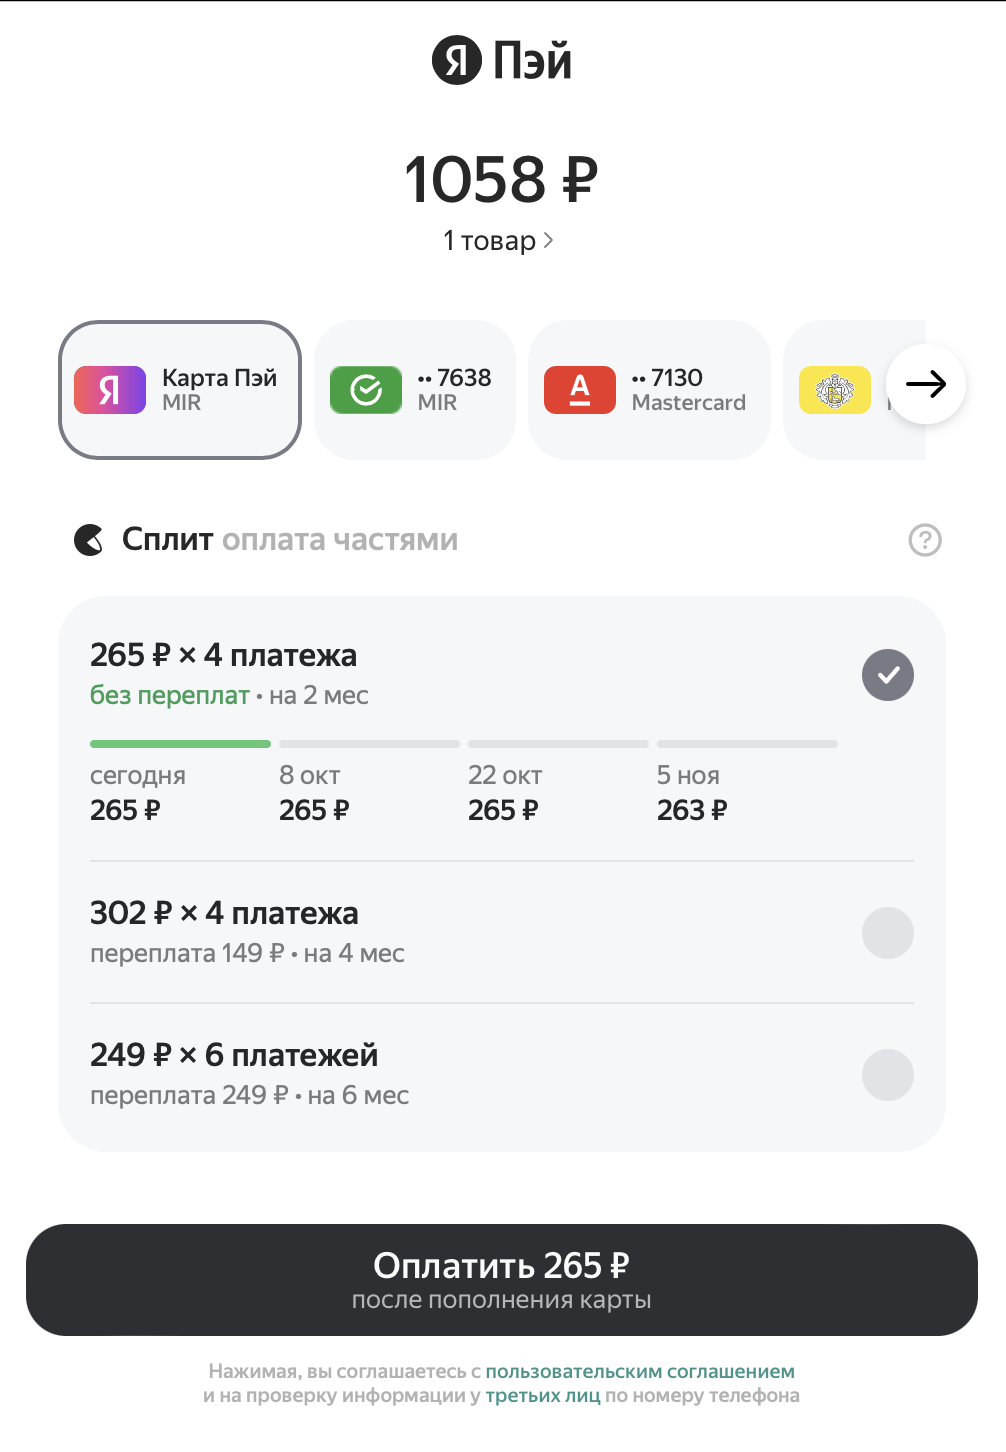 Я Пэй
1058 ₽
1 товар
Я Карта Пэй
MIR
•• 7638
MIR
А •• 7130
Mastercard
Сплит оплата частями
?
265 ₽ × 4 платежа
без переплат • на 2 мес
сегодня 8 окт 22 окт 5 ноя
265 ₽ 265 ₽ 265 ₽ 263 ₽
302 ₽ × 4 платежа
переплата 149 ₽ • на 4 мес
249 ₽ × 6 платежей
переплата 249 ₽ • на 6 мес
Оплатить 265 ₽
после пополнения карты
Нажимая, вы соглашаетесь с пользовательским соглашением
и на проверку информации у третьих лиц по номеру телефона